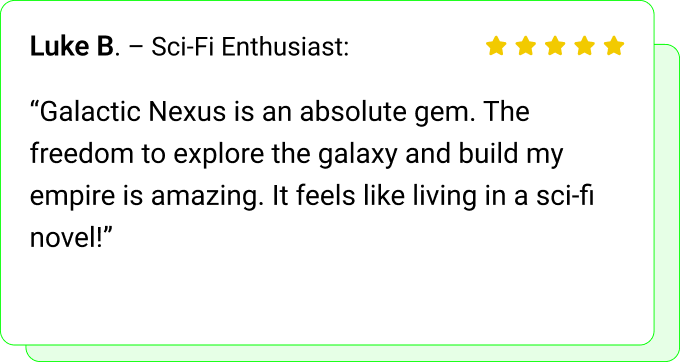 Luke B. – Sci-Fi Enthusiast:
“Galactic Nexus is an absolute gem. The
freedom to explore the galaxy and build my
empire is amazing. It feels like living in a sci-fi
novel!”